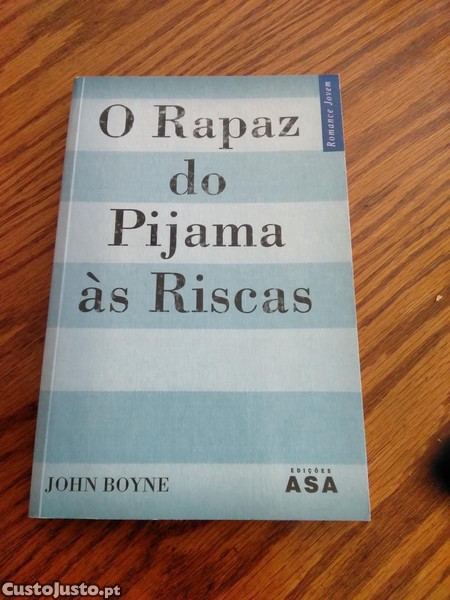 Romance Jovem
O Rapaz
do
Pijama
às Riscas
JOHN BOYNE
EDIÇÕES
ASA
CustoJusto.pt